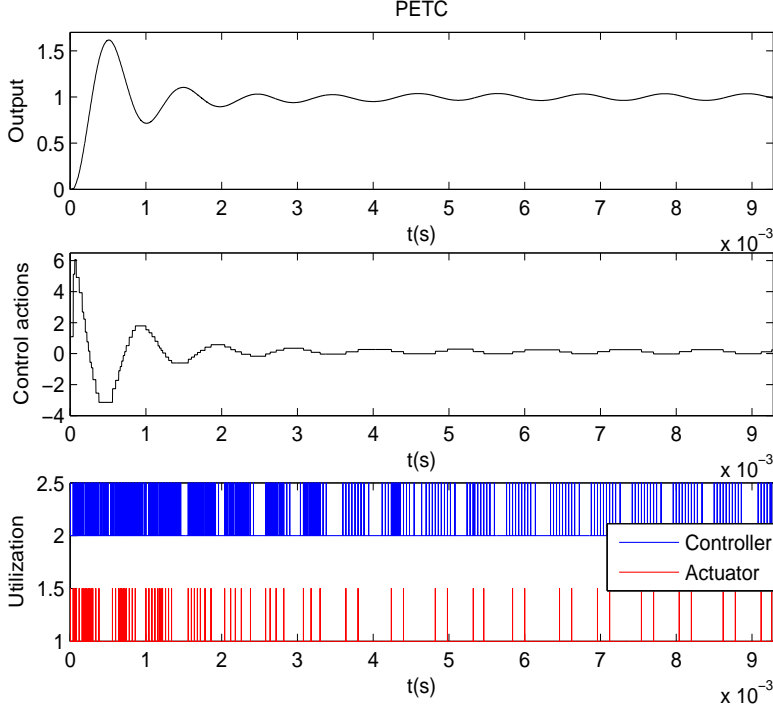 PETC
1.5
1
0.5
0
Output
0 1 2 3 4 5 6 7 8 9
t(s)
x 10⁻³
6
4
2
0
−2
−4
Control actions
0 1 2 3 4 5 6 7 8 9
t(s)
x 10⁻³
2.5
2
1.5
1
Utilization
Controller
Actuator
0 1 2 3 4 5 6 7 8 9
t(s)
x 10⁻³